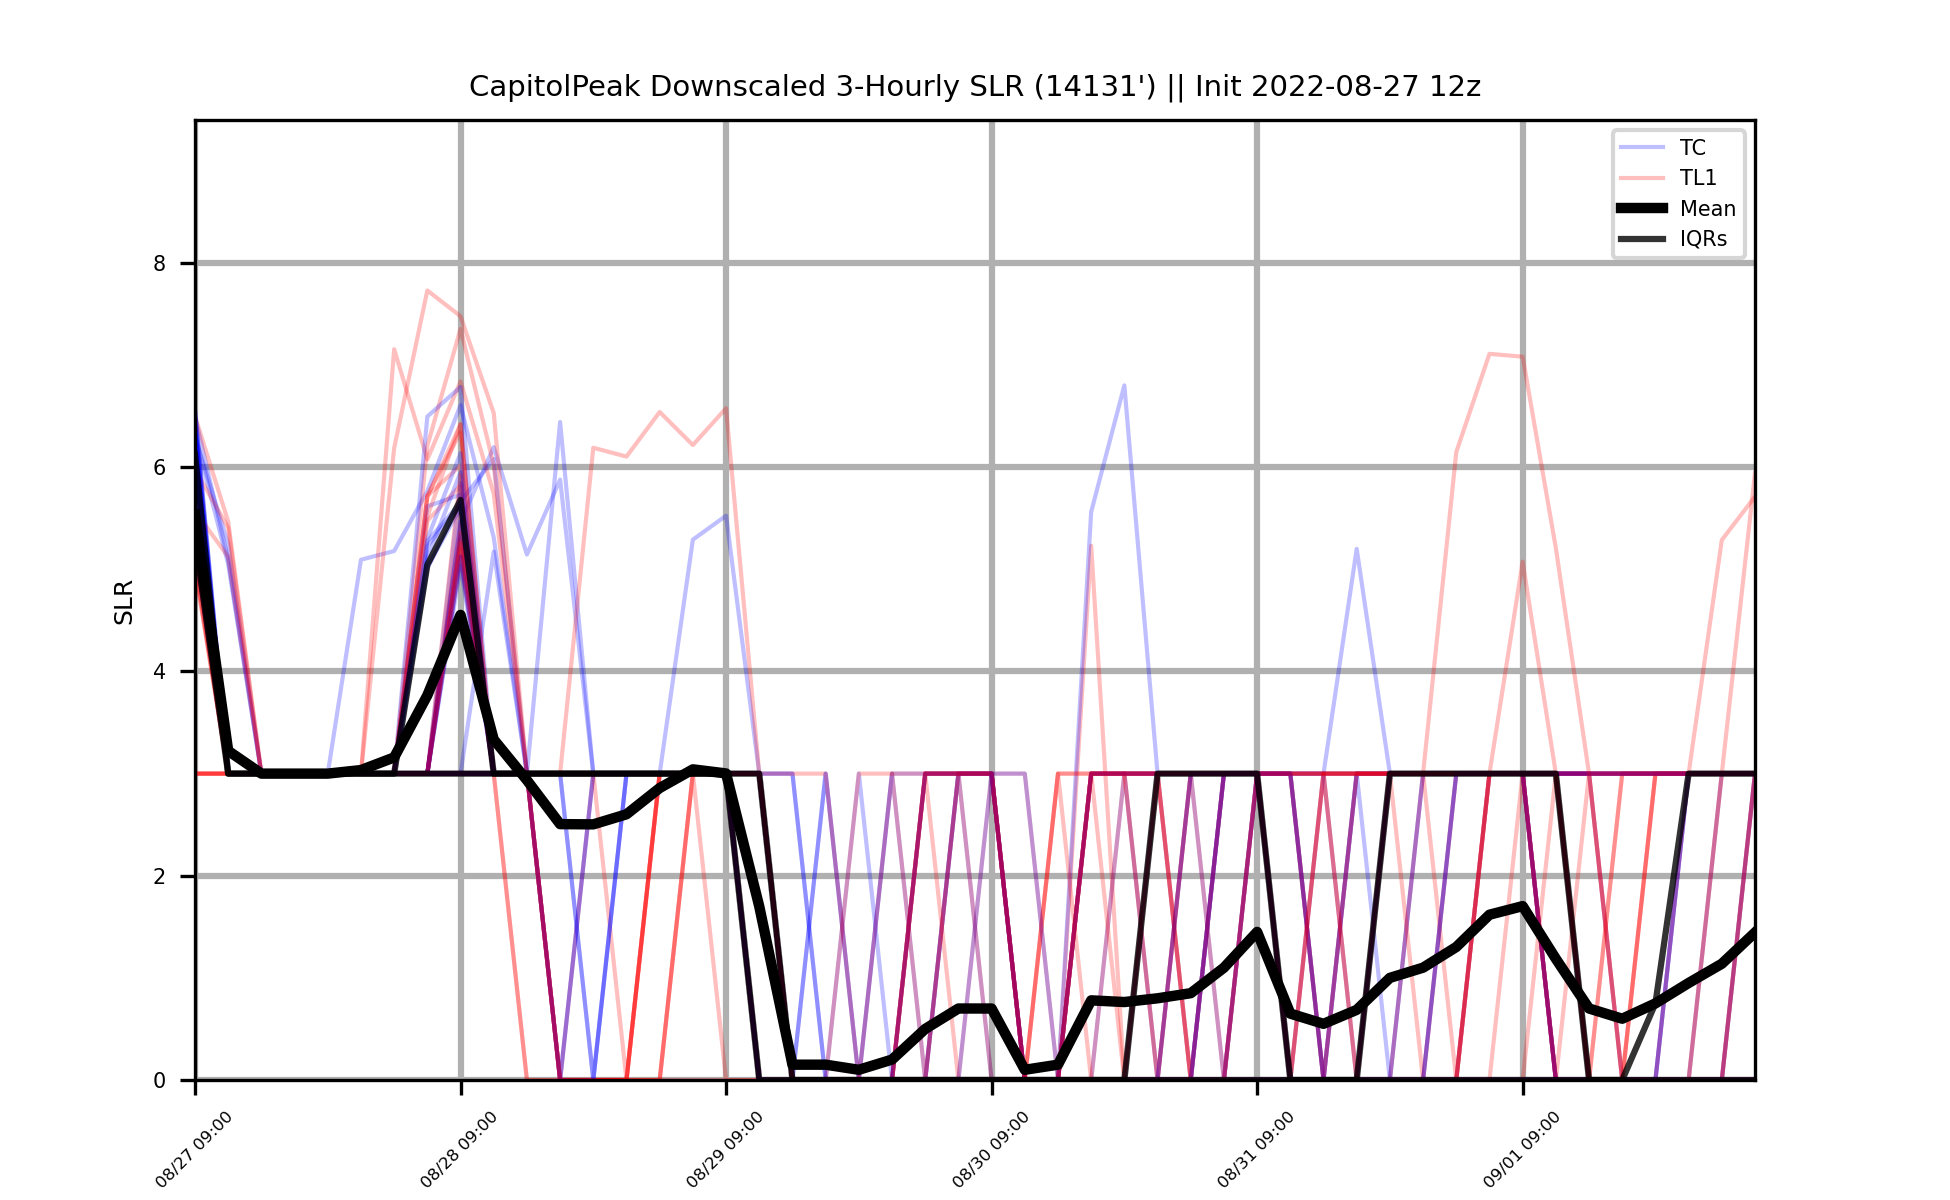 CapitolPeak Downscaled 3-Hourly SLR (14131') || Init 2022-08-27 12z
TC
TL1
Mean
IQRs
8
6
4
2
0
SLR
08/27 09:00
08/28 09:00
08/29 09:00
08/30 09:00
08/31 09:00
09/01 09:00